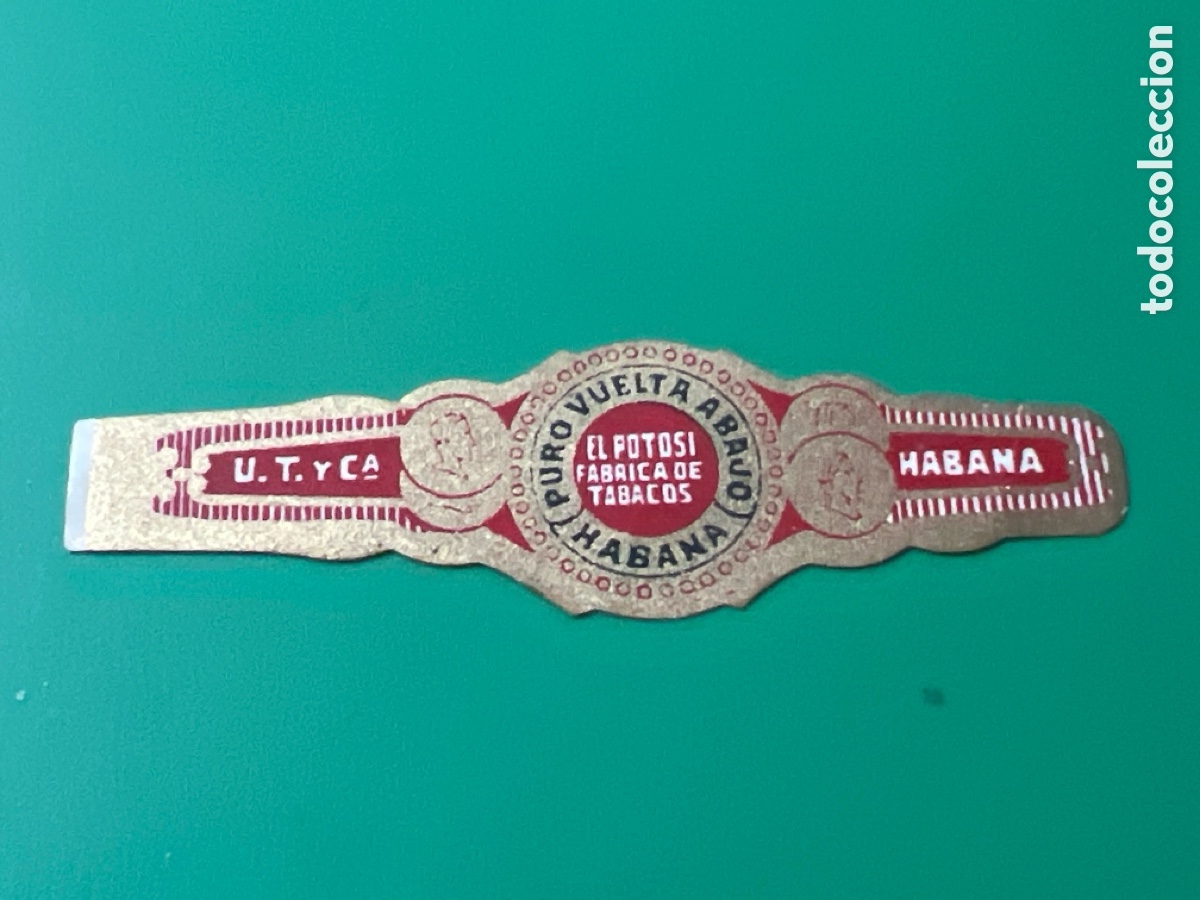 U. T. Y CA
PURO VUELTA ABAJO
EL POTOSI
FABRICA DE
TABACOS
HABANA
HABANA
todocoleccion